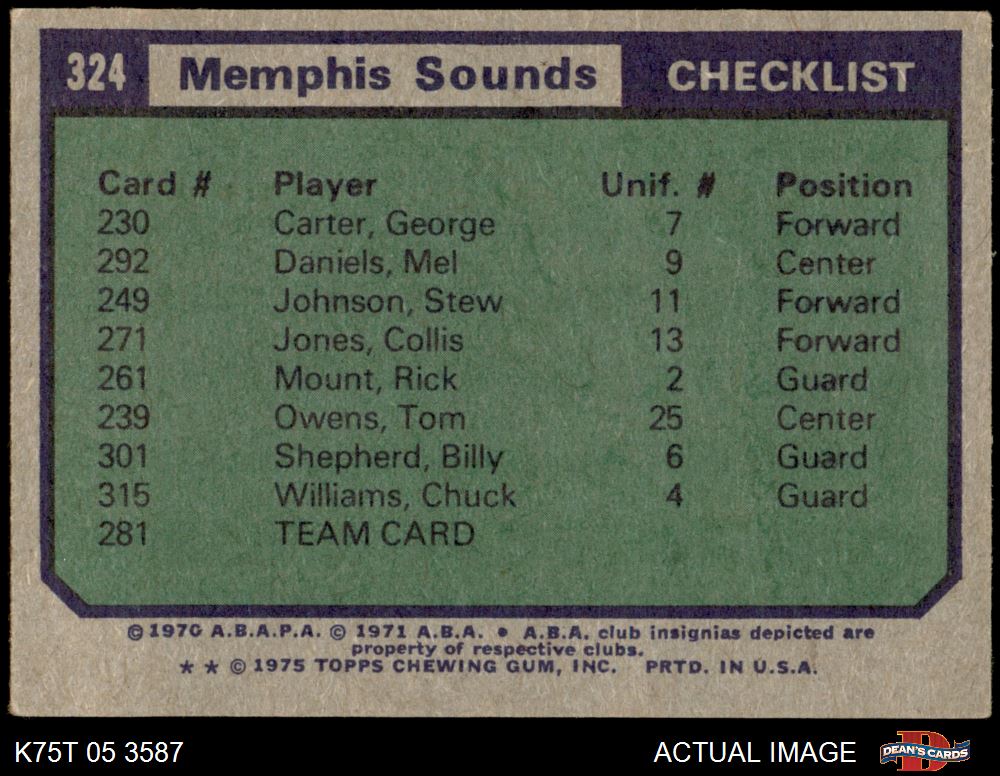 324 Memphis Sounds CHECKLIST
Card # Player Unif. # Position
230 Carter, George 7 Forward
292 Daniels, Mel 9 Center
249 Johnson, Stew 11 Forward
271 Jones, Collis 13 Forward
261 Mount, Rick 2 Guard
239 Owens, Tom 25 Center
301 Shepherd, Billy 6 Guard
315 Williams, Chuck 4 Guard
281 TEAM CARD
© 1970 A.B.A.P.A. © 1971 A.B.A. • A.B.A. club insignias depicted are
property of respective clubs.
* * © 1975 TOPPS CHEWING GUM, INC. PRTD. IN U.S.A.
K75T 05 3587 ACTUAL IMAGE D DEAN'S CARDS